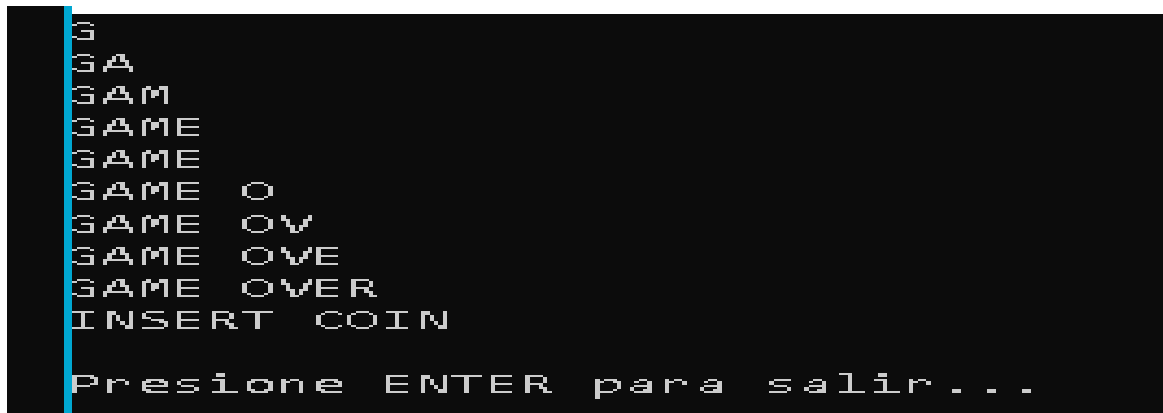 G
GA
GAM
GAME
GAME
GAME O
GAME OV
GAME OVE
GAME OVER
INSERT COIN
Presione ENTER para salir...